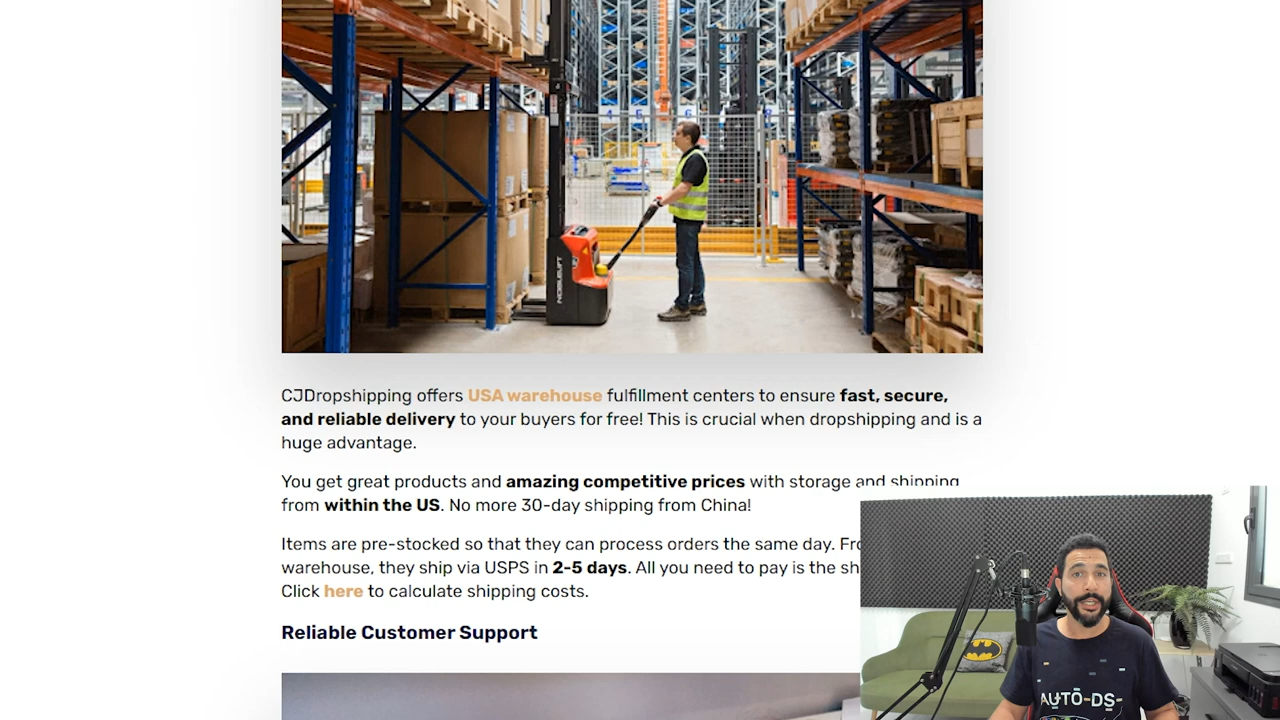 NOBLELIFT
CJDropshipping offers USA warehouse fulfillment centers to ensure fast, secure,
and reliable delivery to your buyers for free! This is crucial when dropshipping and is a
huge advantage.
You get great products and amazing competitive prices with storage and shipping
from within the US. No more 30-day shipping from China!
Items are pre-stocked so that they can process orders the same day.
warehouse, they ship via USPS in 2-5 days. All you need to pay is the
Click here to calculate shipping costs.
Reliable Customer Support
AUTO-DS-